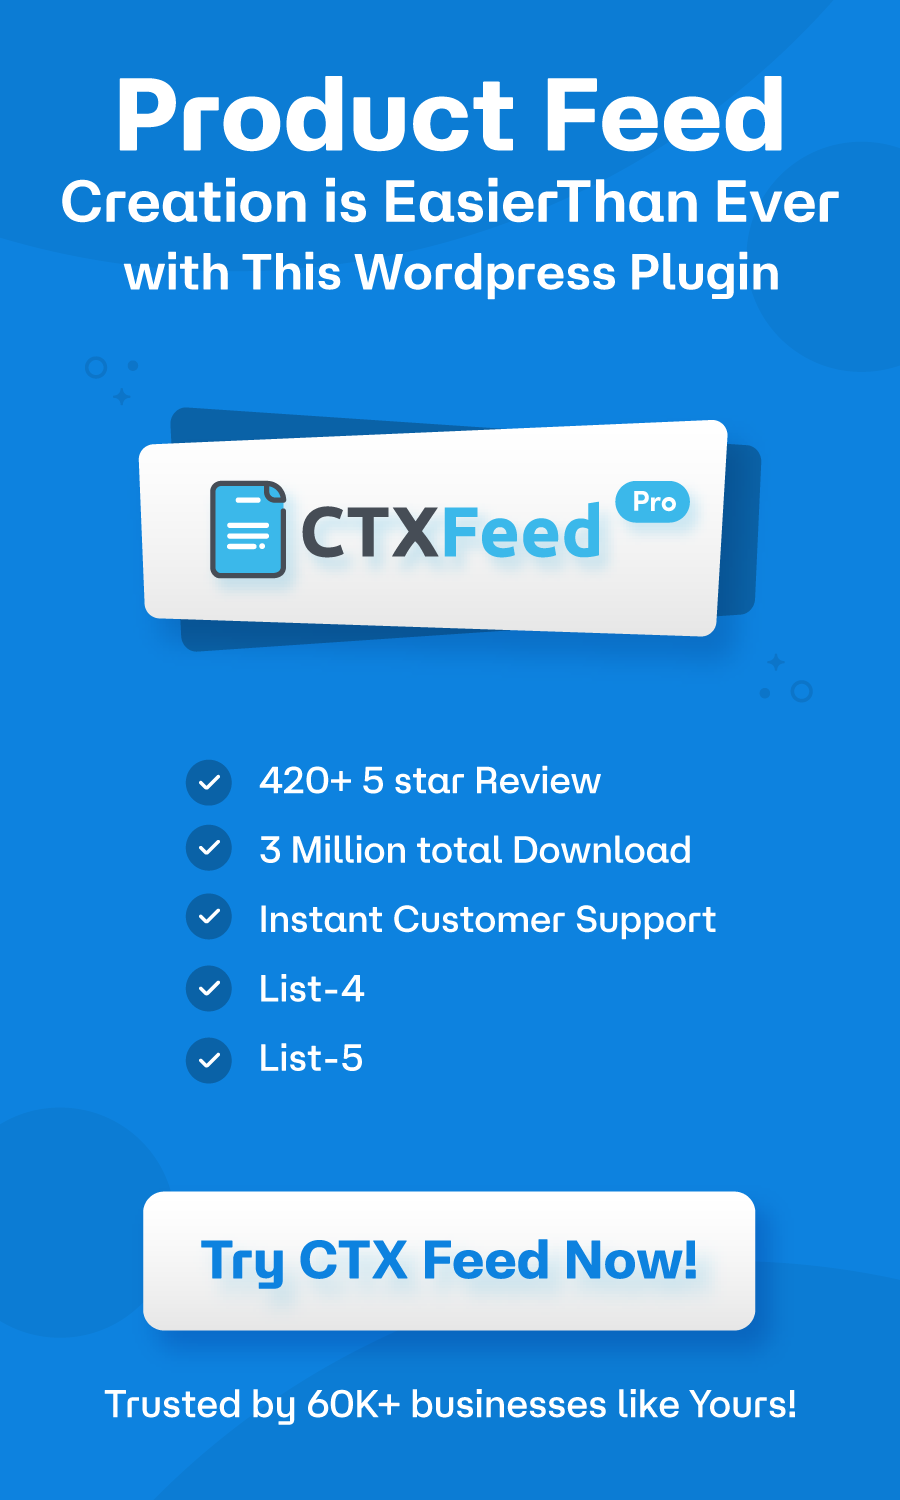 Product Feed
Creation is EasierThan Ever
with This Wordpress Plugin
CTXFeed Pro
420+ 5 star Review
3 Million total Download
Instant Customer Support
List-4
List-5
Try CTX Feed Now!
Trusted by 60K+ businesses like Yours!